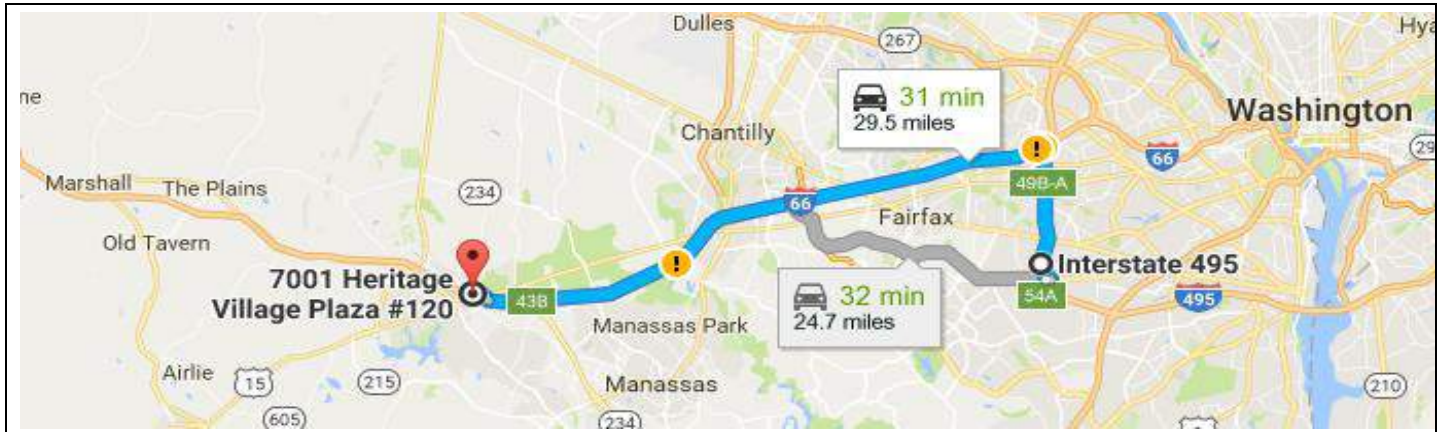 Dulles
267
Hya
ne
31 min
29.5 miles
Washington
Chantilly
66
29
49B-A
Marshall
The Plains
234
66
Fairfax
Old Tavern
7001 Heritage
Village Plaza #120
43B
Interstate 495
32 min
24.7 miles
54A
495
Manassas Park
Airlie
15
215
Manassas
210
605
234